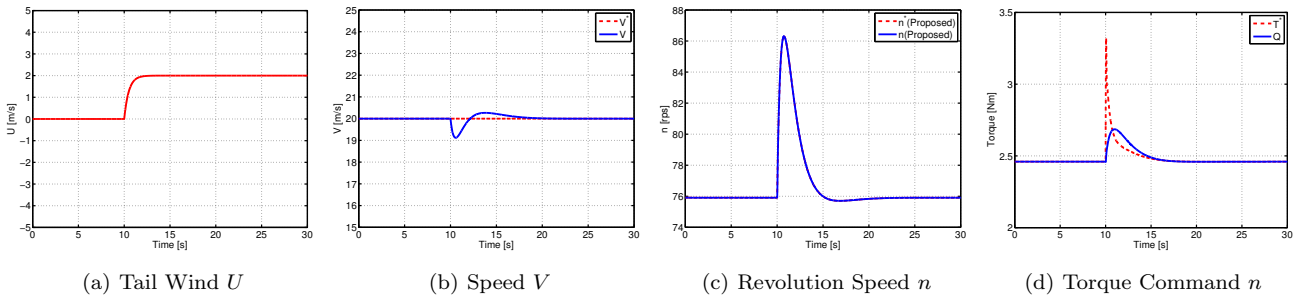 5
4
3
2
1
0
−1
−2
−3
−4
−5
0 5 10 15 20 25 30
U [m/s]
Time [s]
(a) Tail Wind U
25
24
23
22
21
20
19
18
17
16
15
0 5 10 15 20 25 30
V [m/s]
Time [s]
V*
V
(b) Speed V
86
84
82
80
78
76
74
0 5 10 15 20 25 30
n [rps]
Time [s]
n*(Proposed)
n(Proposed)
(c) Revolution Speed n
3.5
3
2.5
2
0 5 10 15 20 25 30
Torque [Nm]
Time [s]
T*
Q
(d) Torque Command n